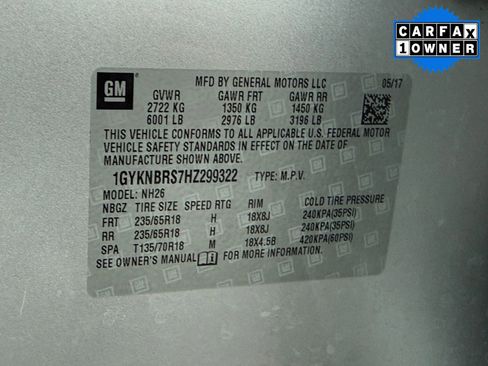 CARFAX
1 OWNER
GM
MFD BY GENERAL MOTORS LLC 05/17
GVWR GAWR FRT GAWR RR
2722 KG 1350 KG 1450 KG
6001 LB 2976 LB 3196 LB
THIS VEHICLE CONFORMS TO ALL APPLICABLE U.S. FEDERAL MOTOR
VEHICLE SAFETY STANDARDS IN EFFECT ON THE DATE OF
MANUFACTURE SHOWN ABOVE.
1GYKNBRS7HZ299322 TYPE: M.P.V.
MODEL: NH26
NBGZ TIRE SIZE SPEED RTG RIM COLD TIRE PRESSURE
FRT 235/65R18 H 18X8J 240KPA(35PSI)
RR 235/65R18 H 18X8J 240KPA(35PSI)
SPA T135/70R18 M 18X4.5B 420KPA(60PSI)
SEE OWNER'S MANUAL FOR MORE INFORMATION.